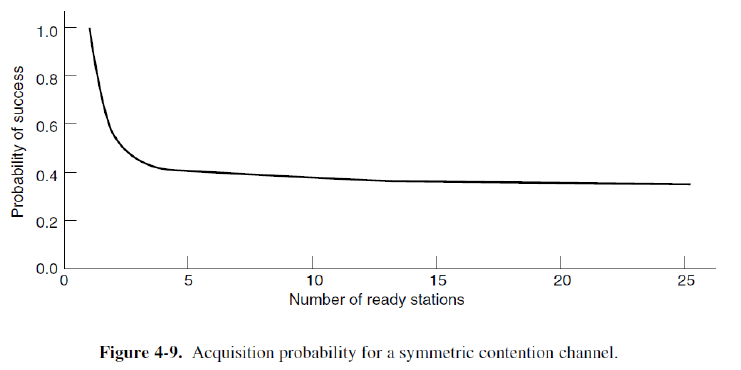 1.0
0.8
0.6
0.4
0.2
0.0
Probability of success
0 5 10 15 20 25
Number of ready stations
Figure 4-9. Acquisition probability for a symmetric contention channel.